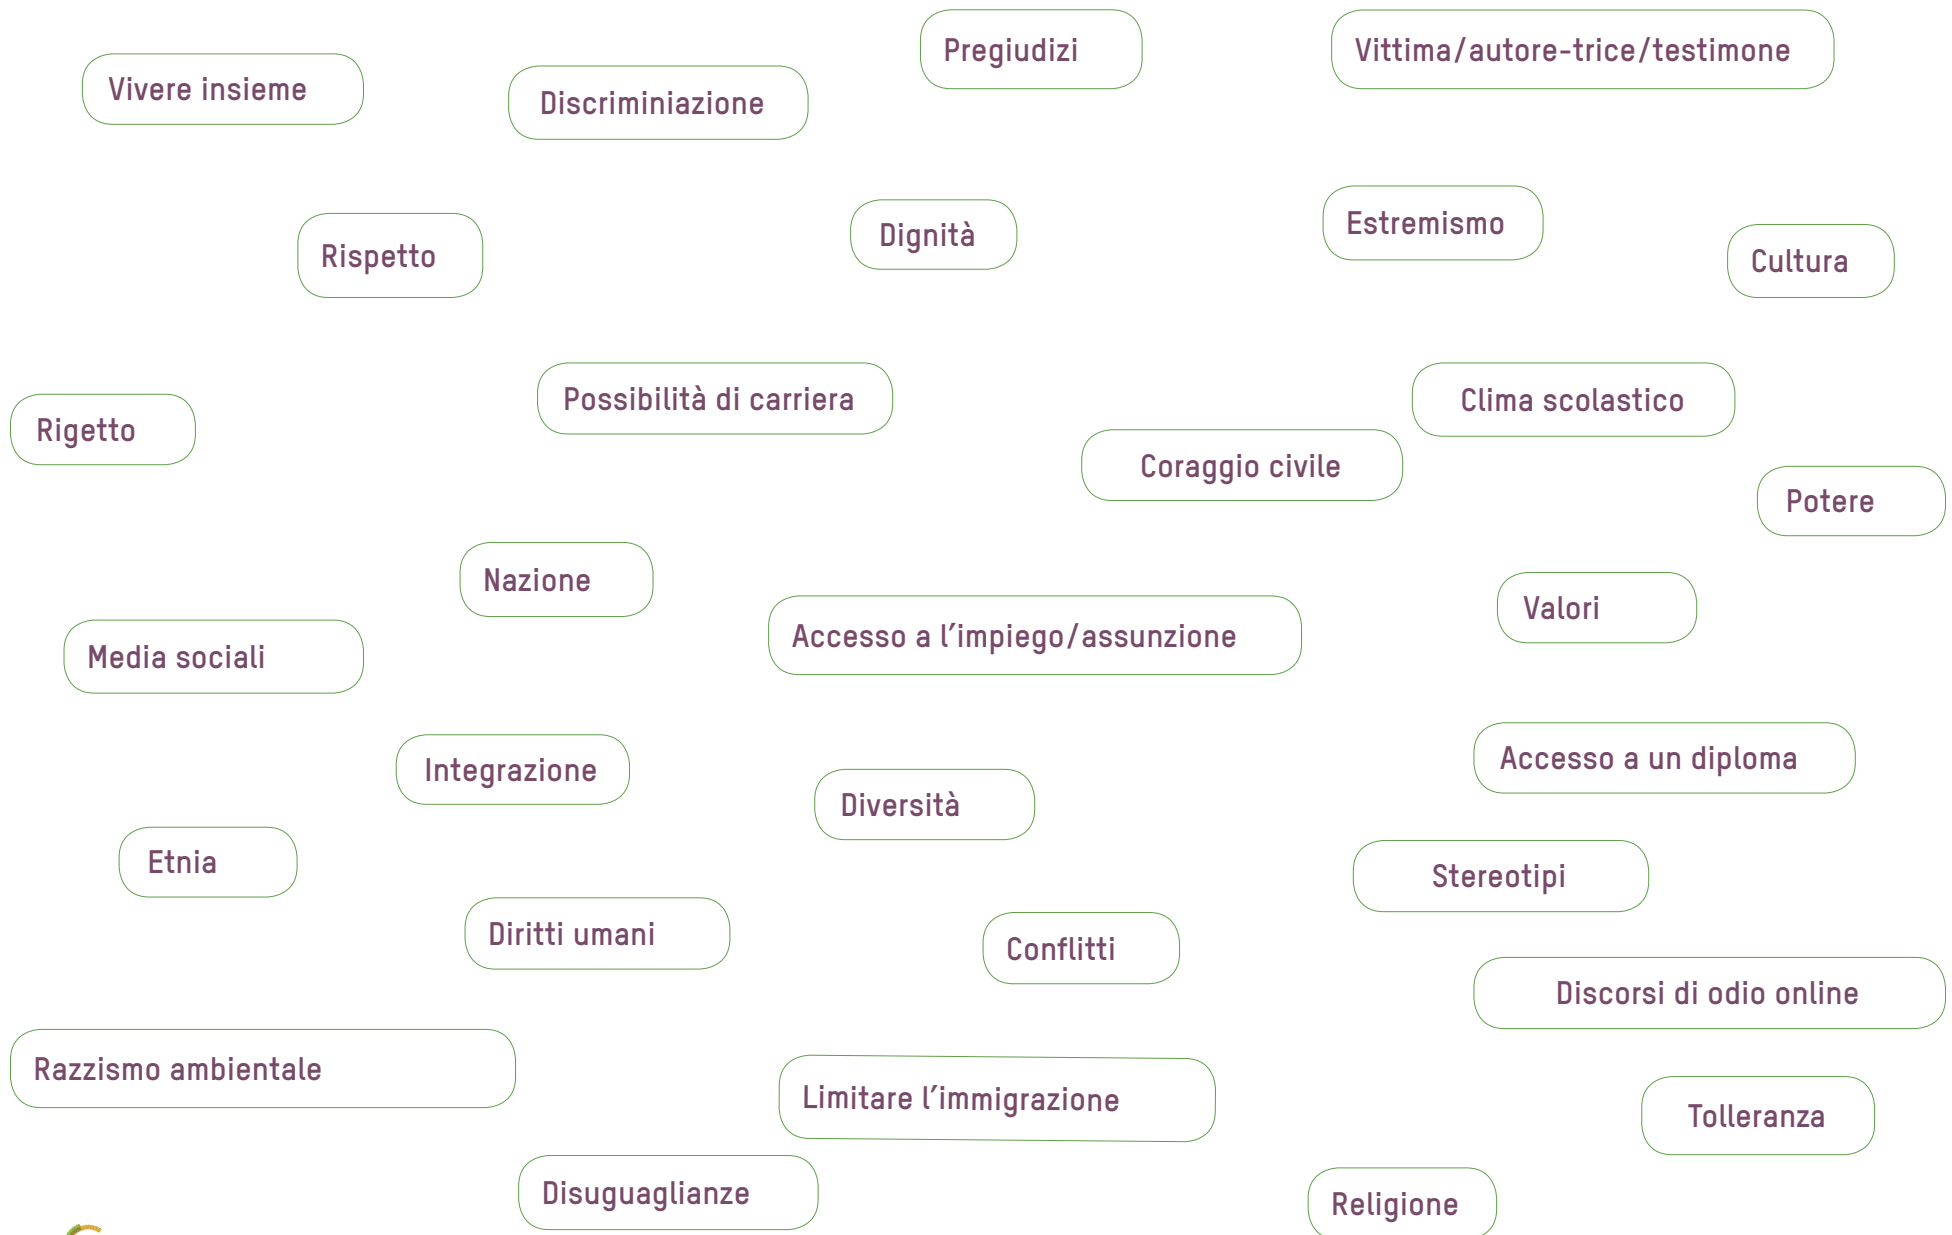 Pregiudizi
Vittima/autore-trice/testimone
Vivere insieme
Discriminiazione
Rispetto
Dignità
Estremismo
Cultura
Possibilità di carriera
Clima scolastico
Rigetto
Coraggio civile
Potere
Nazione
Valori
Accesso a l’impiego/assunzione
Media sociali
Accesso a un diploma
Integrazione
Diversità
Etnia
Stereotipi
Diritti umani
Conflitti
Discorsi di odio online
Razzismo ambientale
Limitare l’immigrazione
Tolleranza
Disuguaglianze
Religione